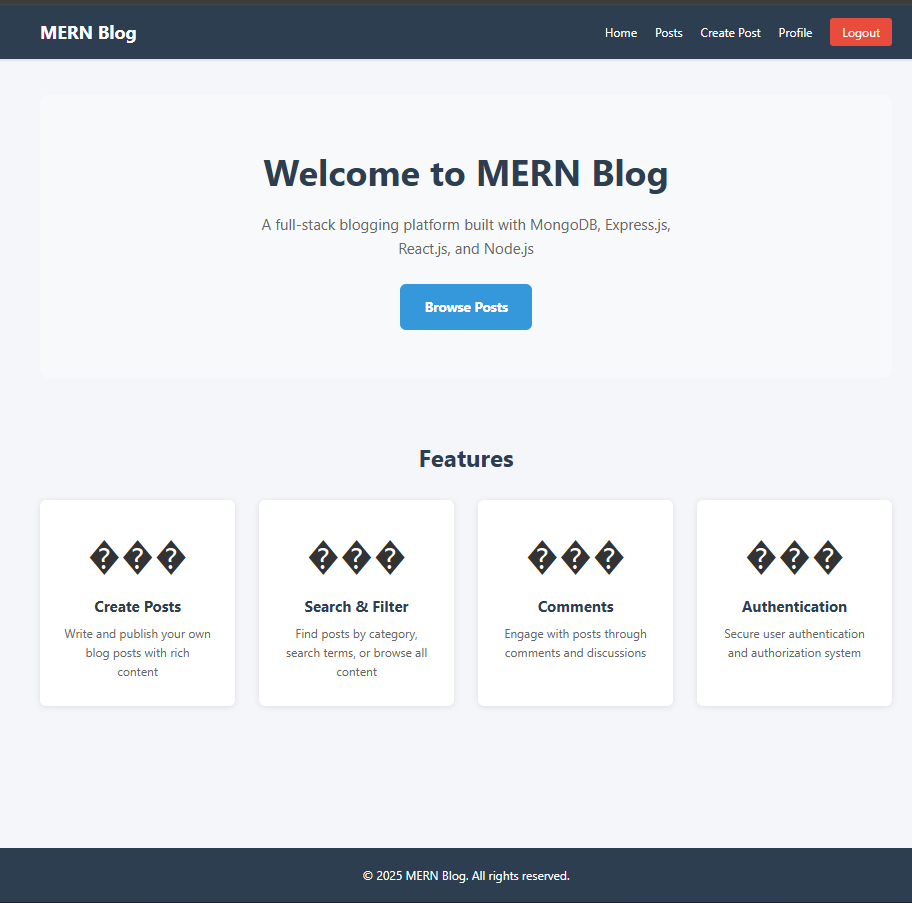 MERN Blog
Home
Posts
Create Post
Profile
Logout
Welcome to MERN Blog
A full-stack blogging platform built with MongoDB, Express.js,
React.js, and Node.js
Browse Posts
Features
���
Create Posts
Write and publish your own
blog posts with rich
content
���
Search & Filter
Find posts by category,
search terms, or browse all
content
���
Comments
Engage with posts through
comments and discussions
���
Authentication
Secure user authentication
and authorization system
© 2025 MERN Blog. All rights reserved.